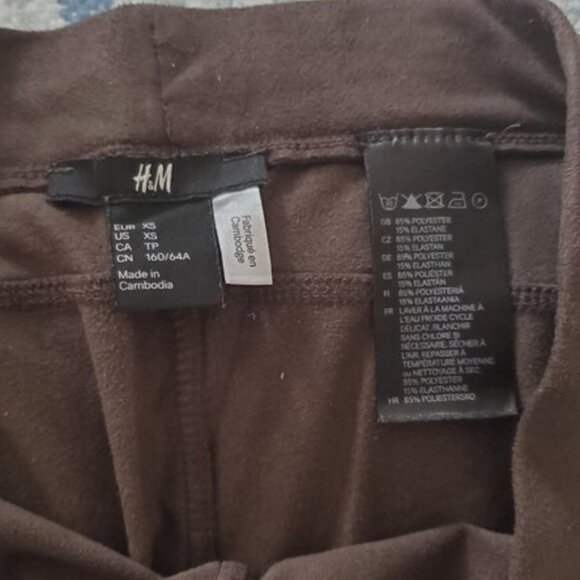 H&M
EUR XS
US XS
CA TP
CN 160/64A
Made in
Cambodia
Fabriqué en
Cambodge
GB 85% POLYESTER
15% ELASTANE
CZ 85% POLYESTER
15% ELASTAN
DE 85% POLYESTER
15% ELASTHAN
ES 85% POLIÉSTER
15% ELASTÁN
FI 85% POLYESTERIÄ
15% ELASTAANIA
FR LAVER À LA MACHINE À
L'EAU FROIDE CYCLE
DÉLICAT, BLANCHIR
SANS CHLORE SI
NÉCESSAIRE, SÉCHER À
L'AIR, REPASSER À
TEMPÉRATURE MOYENNE,
ou NETTOYAGE À SEC,
85% POLYESTER
15% ELASTHANNE
HR 85% POLIESTERSKO